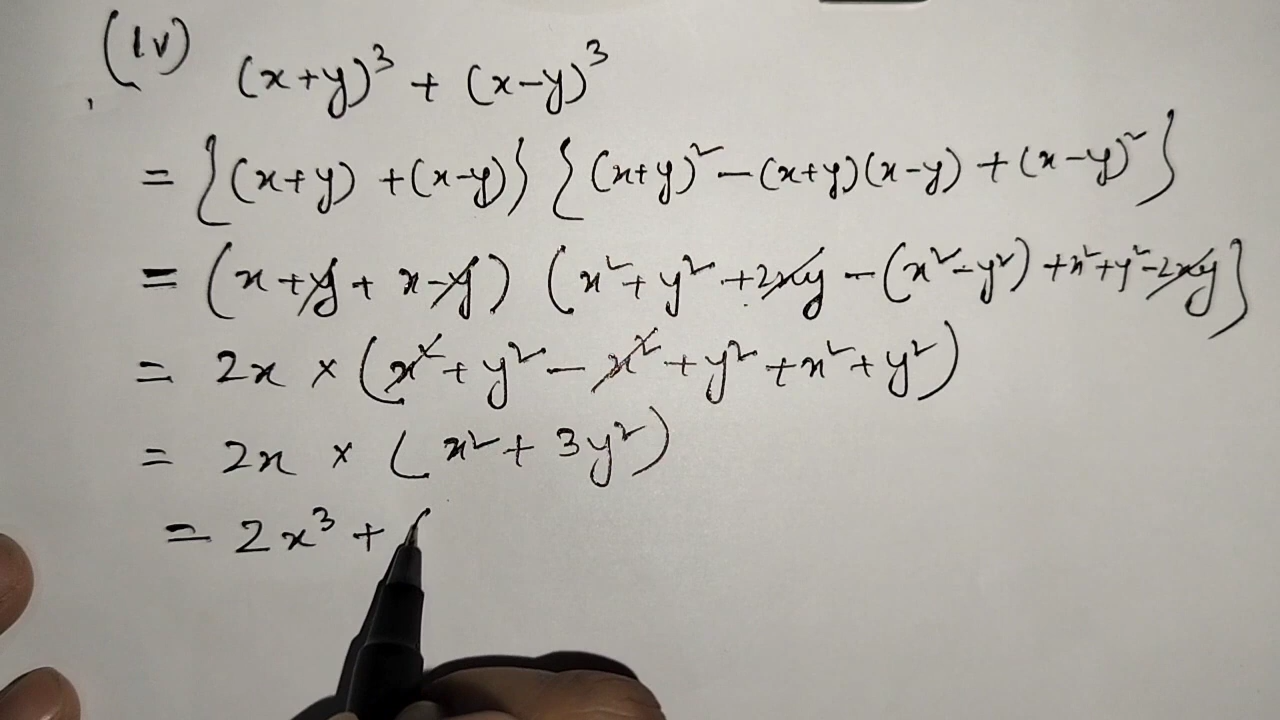 (iv) (x+y)³ + (x-y)³
= {(x+y) +(x-y)} {(x+y)² - (x+y)(x-y) + (x-y)²}
= (x+y+ x-y) (x²+y²+2xy - (x²-y²) +x²+y²-2xy}
= 2x × (x²+y² - x²+y²+x²+y²)
= 2x × (x²+ 3y²)
= 2x³ +